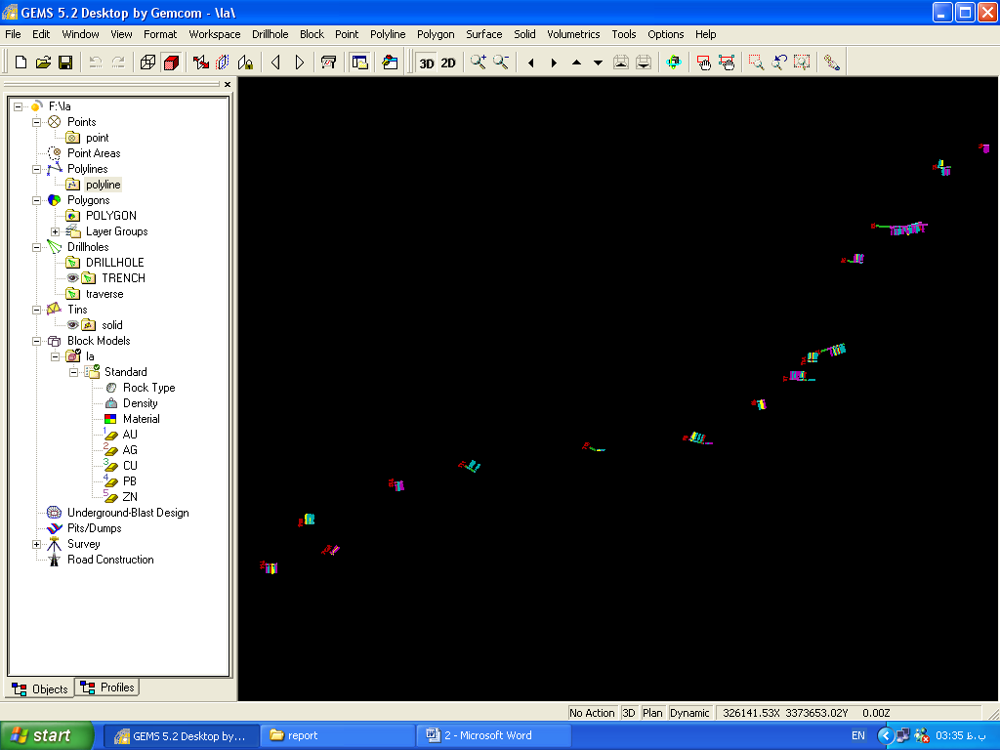 GEMS 5.2 Desktop by Gemcom - \la\
File Edit Window View Format Workspace Drillhole Block Point Polyline Polygon Surface Solid Volumetrics Tools Options Help
3D 2D
F:\la
Points
point
Point Areas
Polylines
polyline
Polygons
POLYGON
Layer Groups
Drillholes
DRILLHOLE
TRENCH
traverse
Tins
solid
Block Models
la
Standard
Rock Type
Density
Material
1 AU
2 AG
3 CU
4 PB
5 ZN
Underground-Blast Design
Pits/Dumps
Survey
Road Construction
Objects Profiles
No Action 3D Plan Dynamic 326141.53X 3373653.02Y 0.00Z
start GEMS 5.2 Desktop by... report 2 - Microsoft Word EN 03:35 ب.ظ